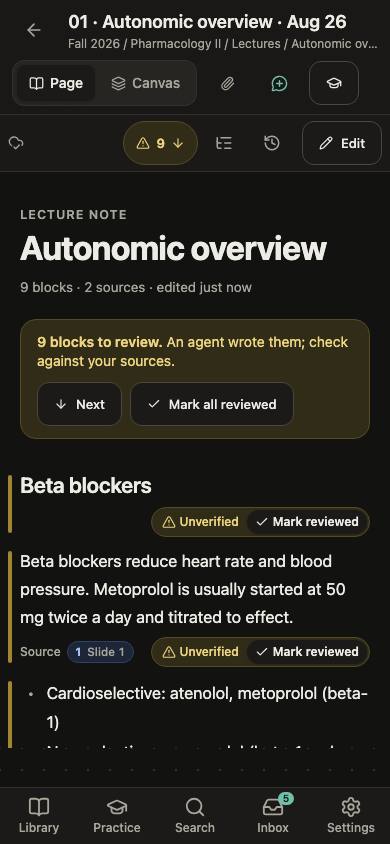 01 · Autonomic overview · Aug 26
Fall 2026 / Pharmacology II / Lectures / Autonomic ov...
Page
Canvas
9
Edit
LECTURE NOTE
Autonomic overview
9 blocks · 2 sources · edited just now
9 blocks to review. An agent wrote them; check
against your sources.
Next
Mark all reviewed
Beta blockers
Unverified
Mark reviewed
Beta blockers reduce heart rate and blood
pressure. Metoprolol is usually started at 50
mg twice a day and titrated to effect.
Source 1 Slide 1
Unverified
Mark reviewed
• Cardioselective: atenolol, metoprolol (beta-
1)
5
Library
Practice
Search
Inbox
Settings